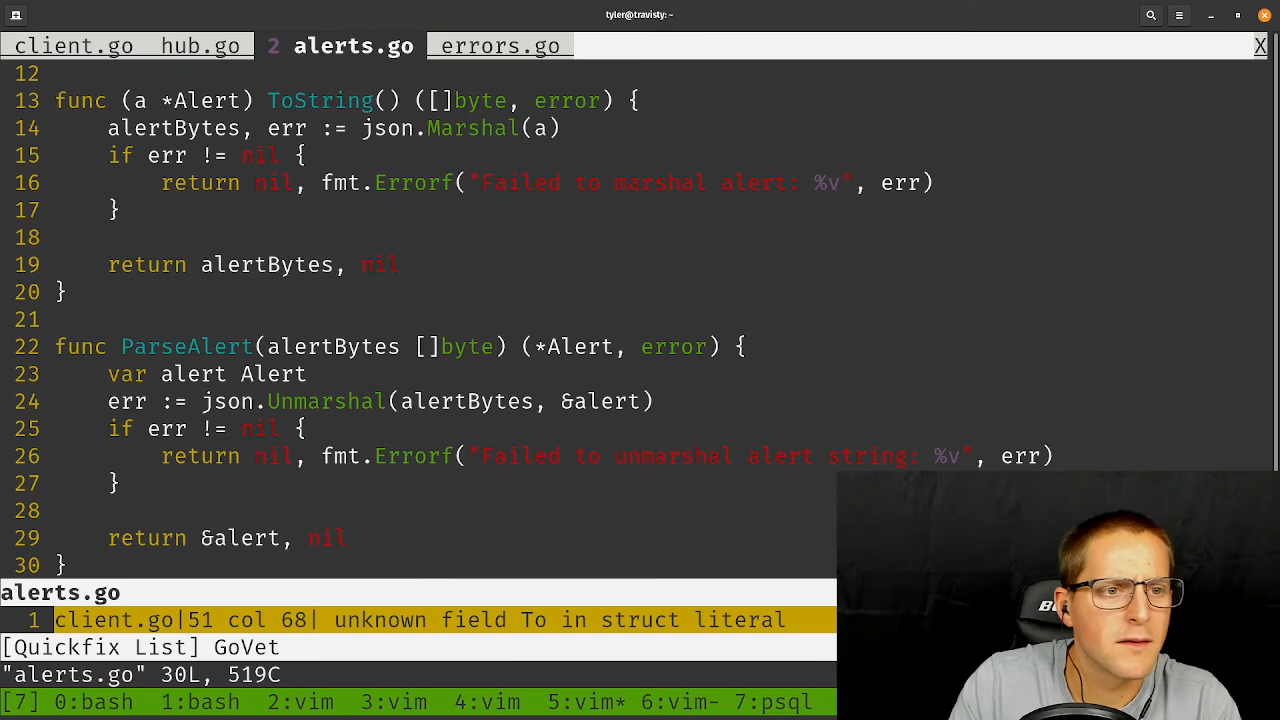 tyler@travisty: ~
client.go hub.go 2 alerts.go errors.go X
12
13 func (a *Alert) ToString() ([]byte, error) {
14 alertBytes, err := json.Marshal(a)
15 if err != nil {
16 return nil, fmt.Errorf("Failed to marshal alert: %v", err)
17 }
18
19 return alertBytes, nil
20 }
21
22 func ParseAlert(alertBytes []byte) (*Alert, error) {
23 var alert Alert
24 err := json.Unmarshal(alertBytes, &alert)
25 if err != nil {
26 return nil, fmt.Errorf("Failed to unmarshal alert string: %v", err)
27 }
28
29 return &alert, nil
30 }
alerts.go
1 client.go|51 col 68| unknown field To in struct literal
[Quickfix List] GoVet
"alerts.go" 30L, 519C
[7] 0:bash 1:bash 2:vim 3:vim 4:vim 5:vim* 6:vim- 7:psql